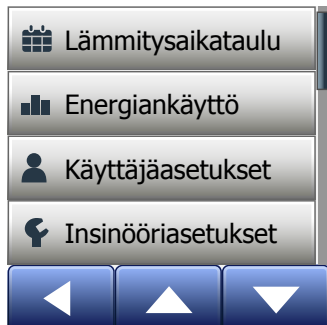 Lämmitysaikataulu
Energiankäyttö
Käyttäjäasetukset
Insinööriasetukset